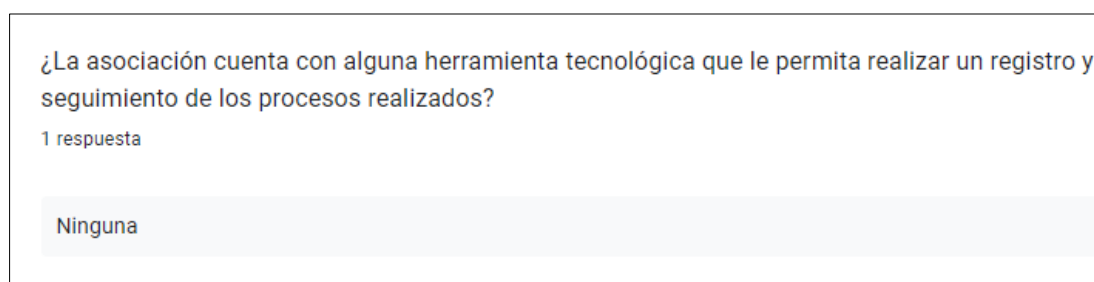 ¿La asociación cuenta con alguna herramienta tecnológica que le permita realizar un registro y
seguimiento de los procesos realizados?
1 respuesta
Ninguna